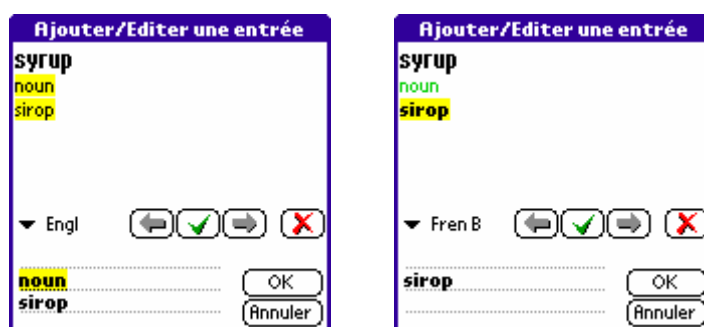 Ajouter/Editer une entrée
syrup
noun
sirop
Engl
noun
sirop
OK
Annuler
Ajouter/Editer une entrée
syrup
noun
sirop
Fren B
sirop
OK
Annuler